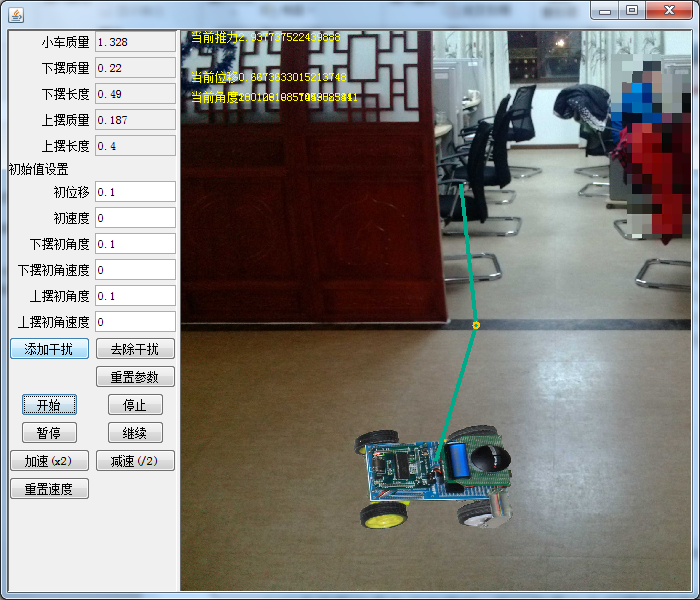 小车质量 1.328
下摆质量 0.22
下摆长度 0.49
上摆质量 0.187
上摆长度 0.4
初始值设置
初位移 0.1
初速度 0
下摆初角度 0.1
下摆初角速度 0
上摆初角度 0.1
上摆初角速度 0
添加干扰 去除干扰
重置参数
开始 停止
暂停 继续
加速(x2) 减速(/2)
重置速度
当前推力
当前位移0.6673633015213748
当前角度